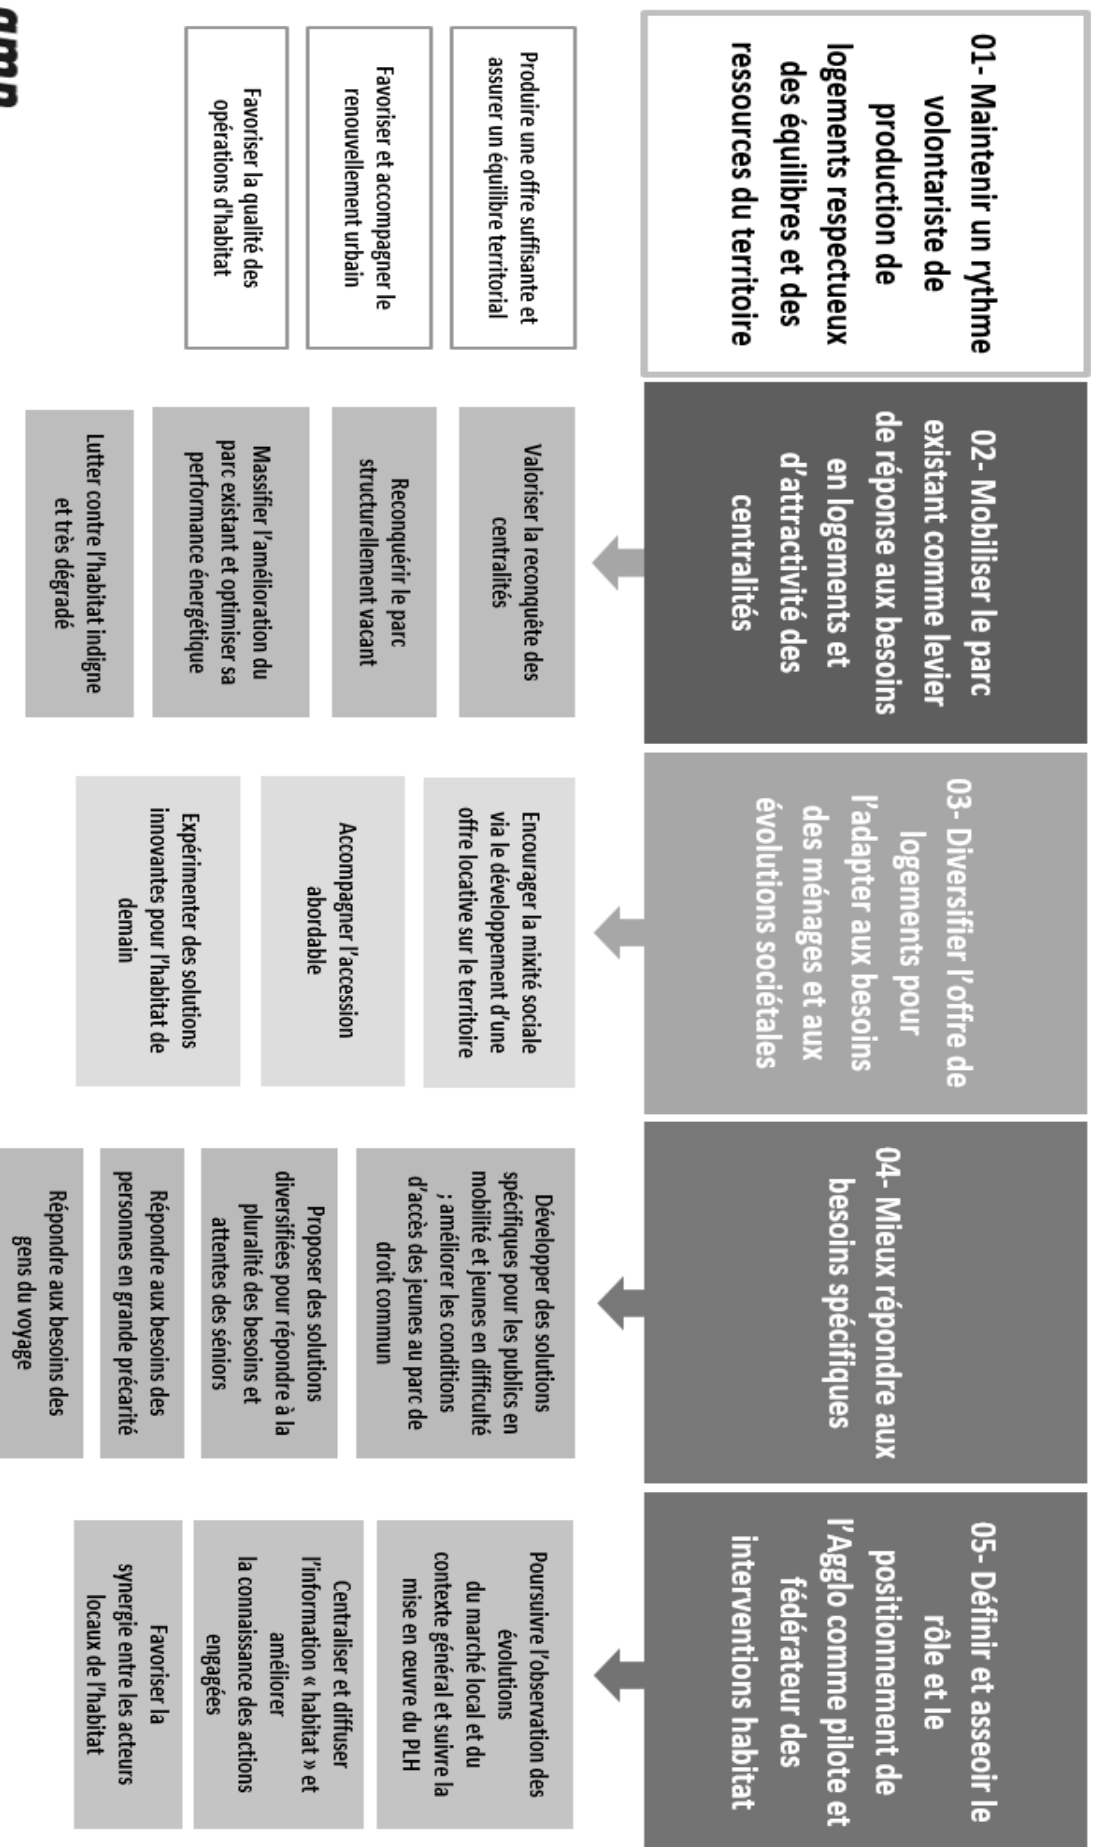 01- Maintenir un rythme
volontariste de
production de
logements respectueux
des équilibres et des
ressources du territoire
Produire une offre suffisante et
assurer un équilibre territorial
Favoriser et accompagner le
renouvellement urbain
Favoriser la qualité des
opérations d'habitat
02- Mobiliser le parc
existant comme levier
de réponse aux besoins
en logements et
d’attractivité des
centralités
Valoriser la reconquête des
centralités
Reconquérir le parc
structurellement vacant
Massifier l’amélioration du
parc existant et optimiser sa
performance énergétique
Lutter contre l’habitat indigne
et très dégradé
03- Diversifier l’offre de
logements pour
l’adapter aux besoins
des ménages et aux
évolutions sociétales
Encourager la mixité sociale
via le développement d’une
offre locative sur le territoire
Accompagner l’accession
abordable
Expérimenter des solutions
innovantes pour l’habitat de
demain
04- Mieux répondre aux
besoins spécifiques
Développer des solutions
spécifiques pour les publics en
mobilité et jeunes en difficulté
; améliorer les conditions
d’accès des jeunes au parc de
droit commun
Proposer des solutions
diversifiées pour répondre à la
pluralité des besoins et
attentes des séniors
Répondre aux besoins des
personnes en grande précarité
Répondre aux besoins des
gens du voyage
05- Définir et asseoir le
rôle et le
positionnement de
l’Agglo comme pilote et
fédérateur des
interventions habitat
Poursuivre l’observation des
évolutions
du marché local et du
contexte général et suivre la
mise en œuvre du PLH
Centraliser et diffuser
l’information « habitat » et
améliorer
la connaissance des actions
engagées
Favoriser la
synergie entre les acteurs
locaux de l’habitat